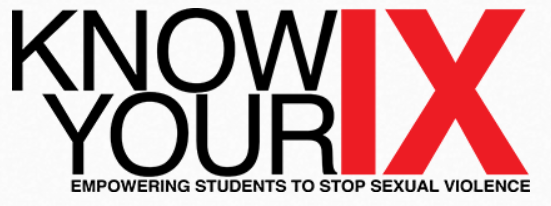 KNOW
YOUR IX
EMPOWERING STUDENTS TO STOP SEXUAL VIOLENCE